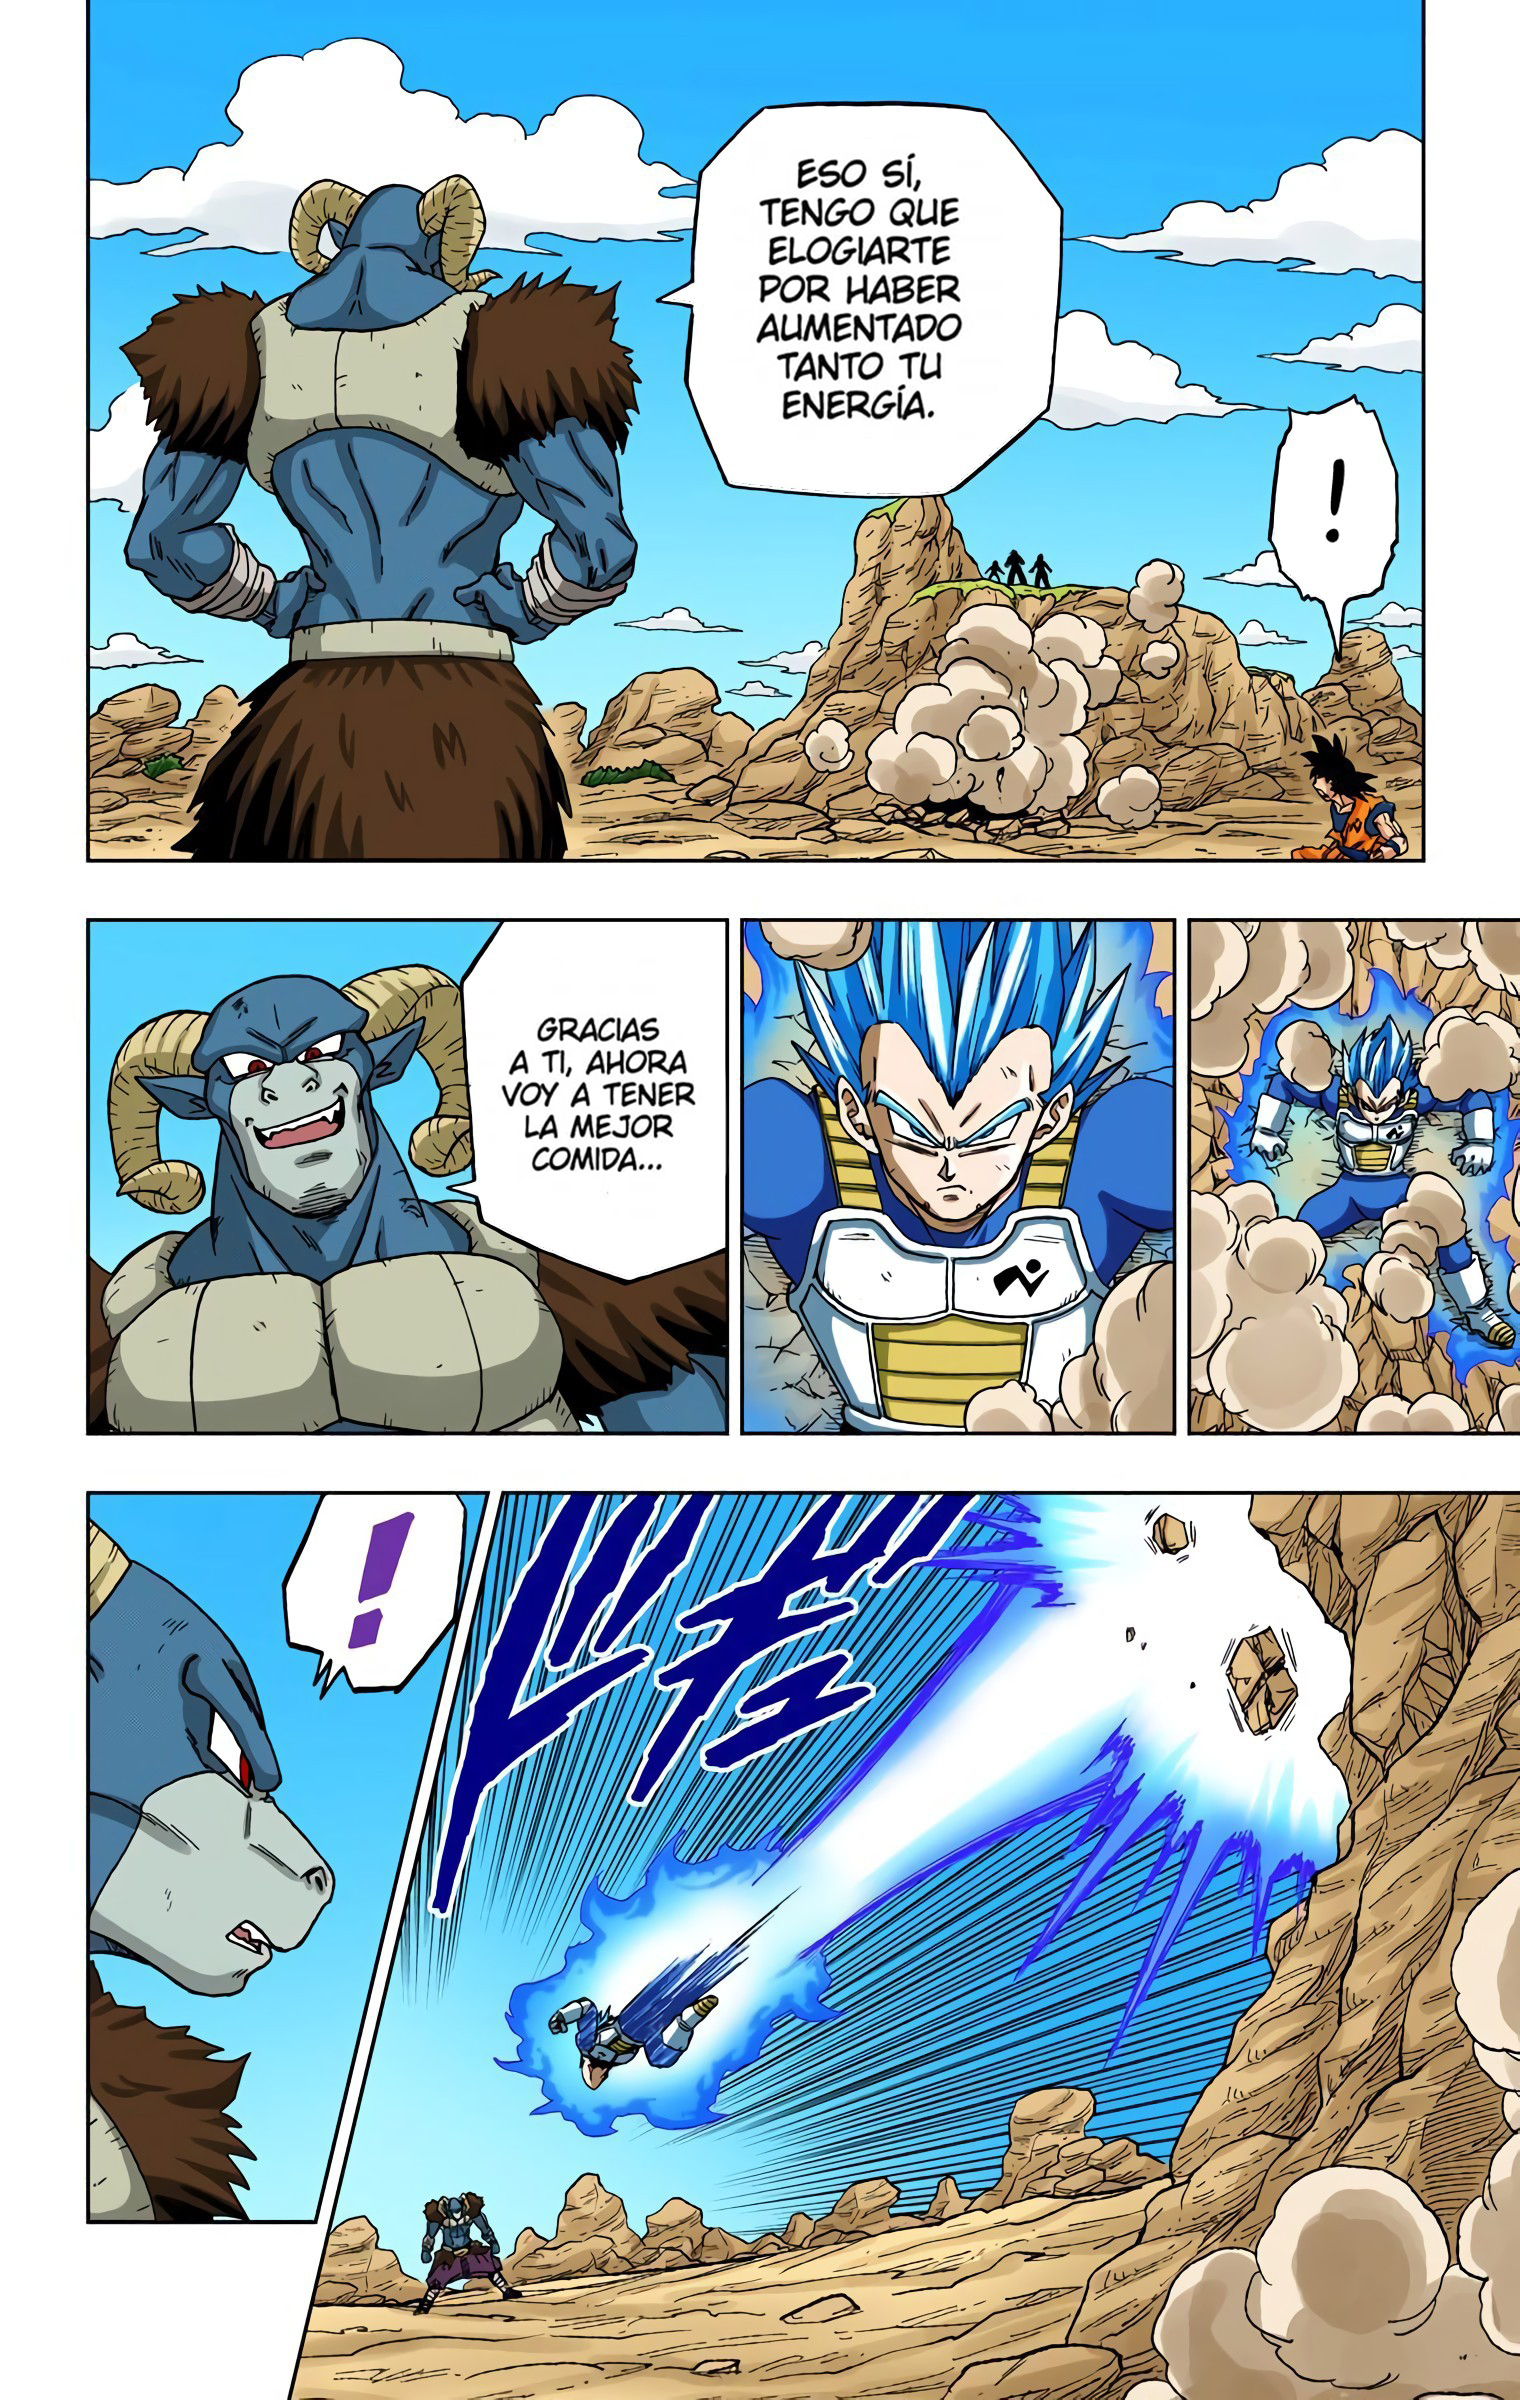 ESO SÍ,
TENGO QUE
ELOGIARTE
POR HABER
AUMENTADO
TANTO TU
ENERGÍA.
!
GRACIAS
A TI, AHORA
VOY A TENER
LA MEJOR
COMIDA...
!